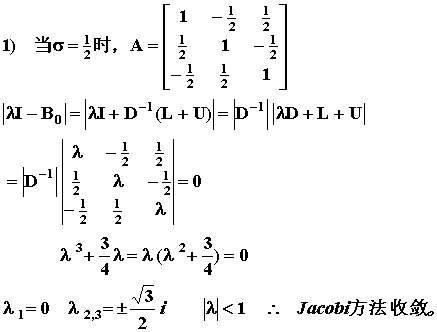 1) 当σ = 1/2 时，A = [ 1 -1/2 1/2 ; 1/2 1 -1/2 ; -1/2 1/2 1 ]
|λI − B₀| = |λI + D⁻¹(L + U)| = |D⁻¹| |λD + L + U|
= |D⁻¹| | λ -1/2 1/2 ; 1/2 λ -1/2 ; -1/2 1/2 λ | = 0
λ³ + 3/4 λ = λ (λ² + 3/4) = 0
λ₁ = 0 λ₂,₃ = ± √3/2 i |λ| < 1 ∴ Jacobi方法收敛。